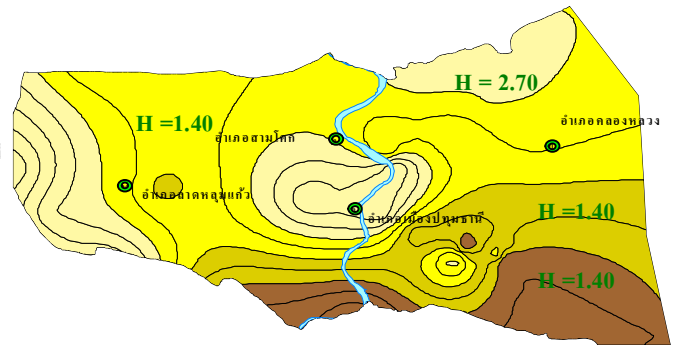 H = 2.70
H =1.40
อำเภอคลองหลวง
อำเภอสามโคก
อำเภอลาดหลุมแก้ว
อำเภอเมืองปทุมธานี
H =1.40
H =1.40